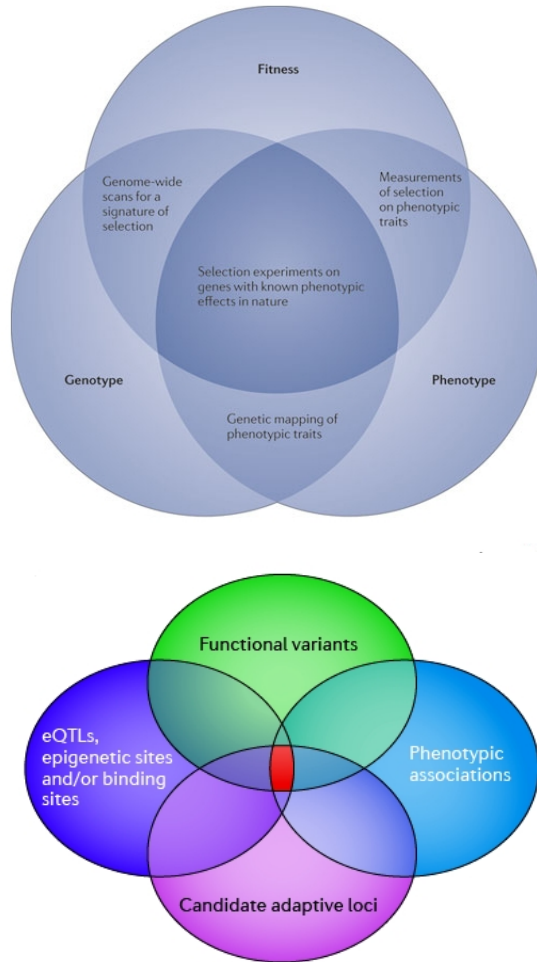 Fitness
Genome-wide
scans for a
signature of
selection
Measurements
of selection
on phenotypic
traits
Selection experiments on
genes with known phenotypic
effects in nature
Genotype
Phenotype
Genetic mapping of
phenotypic traits
Functional variants
eQTLs,
epigenetic sites
and/or binding
sites
Phenotypic
associations
Candidate adaptive loci